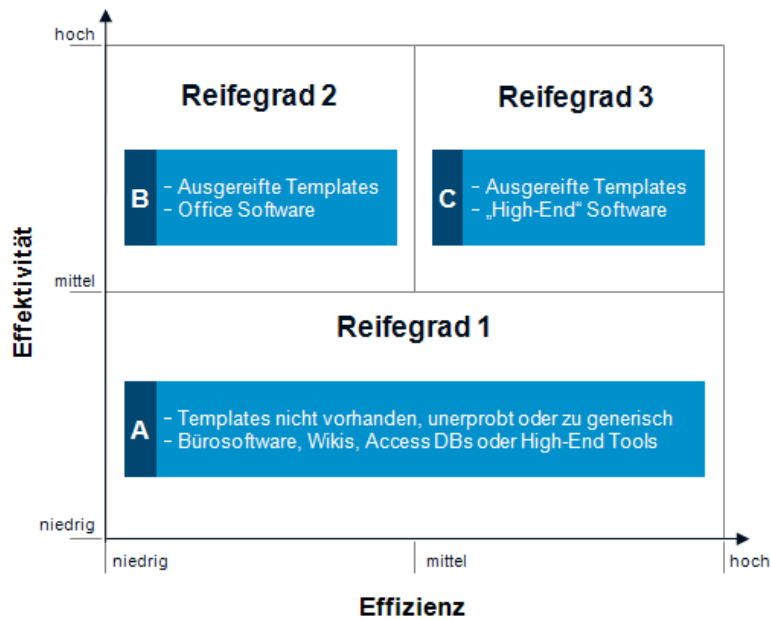 hoch
Reifegrad 2
Reifegrad 3
B
– Ausgereifte Templates
– Office Software
C
– Ausgereifte Templates
– „High-End“ Software
Effektivität
mittel
Reifegrad 1
A
– Templates nicht vorhanden, unerprobt oder zu generisch
– Bürosoftware, Wikis, Access DBs oder High-End Tools
niedrig
niedrig
mittel
hoch
Effizienz